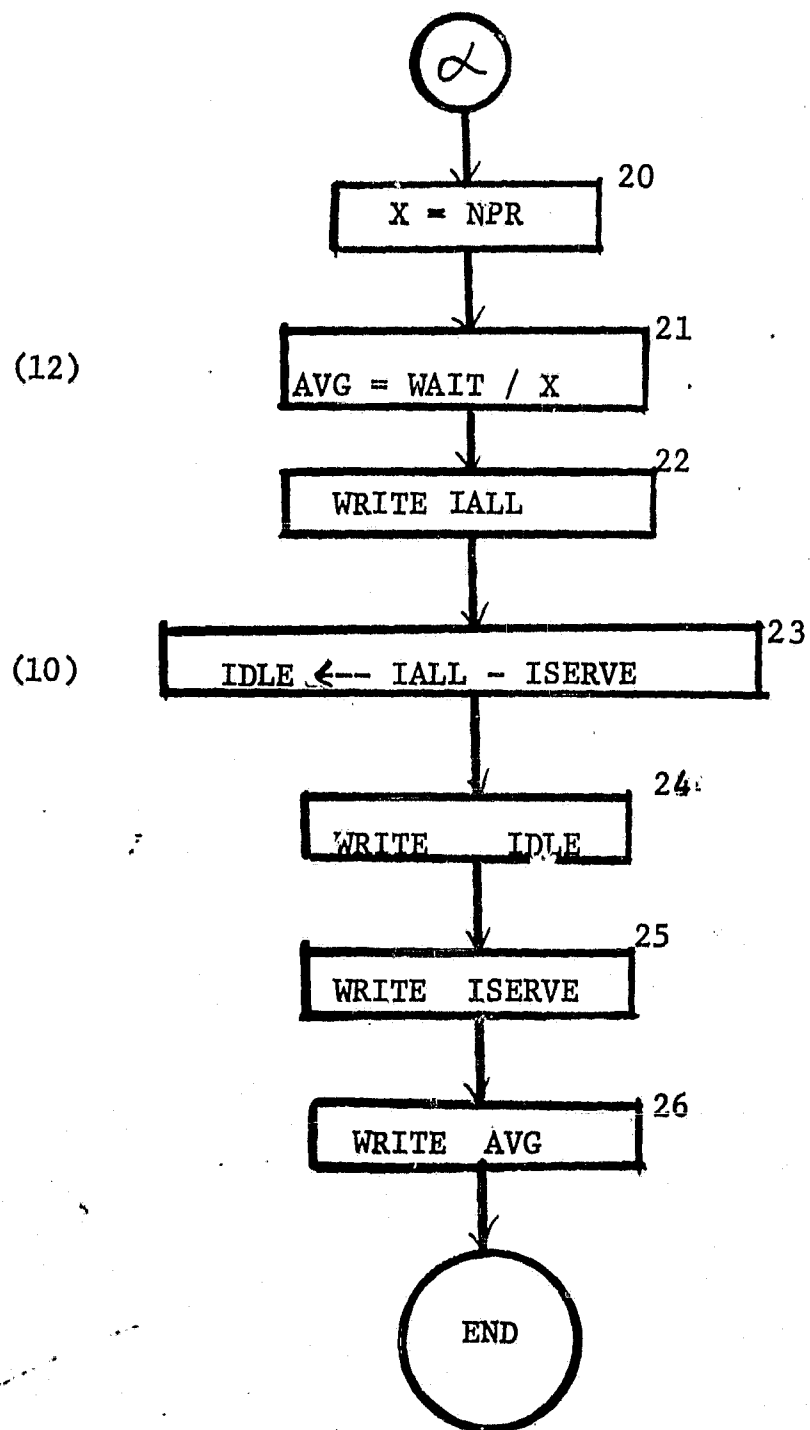 α
20
X = NPR
21
(12)
AVG = WAIT / X
22
WRITE IALL
23
(10)
IDLE <-- IALL - ISERVE
24
WRITE IDLE
25
WRITE ISERVE
26
WRITE AVG
END